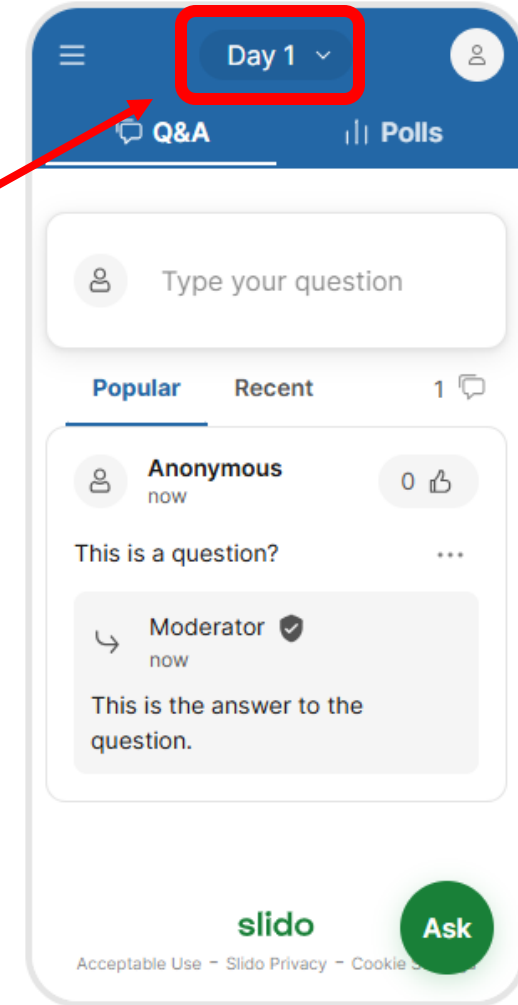 Day 1
Q&A Polls
Type your question
Popular Recent 1
Anonymous 0
now
This is a question?
Moderator
now
This is the answer to the
question.
slido
Ask
Acceptable Use - Slido Privacy - Cookie